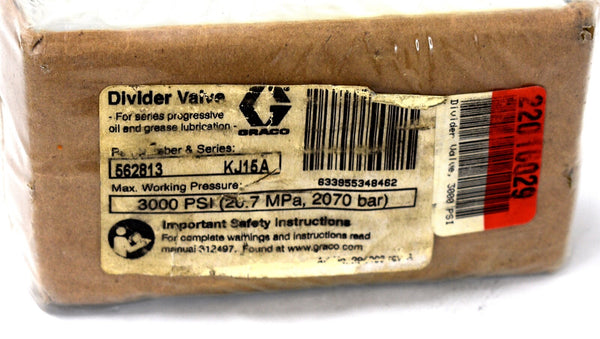 Divider Valve
- For series progressive
oil and grease lubrication -
GRACO
& Series:
562813 KJ15A
Max. Working Pressure:
633955348462
3000 PSI (20.7 MPa, 2070 bar)
Important Safety Instructions
For complete warnings and instructions read
manual 312497. Found at www.graco.com
Divider Valve, 3000 PSI